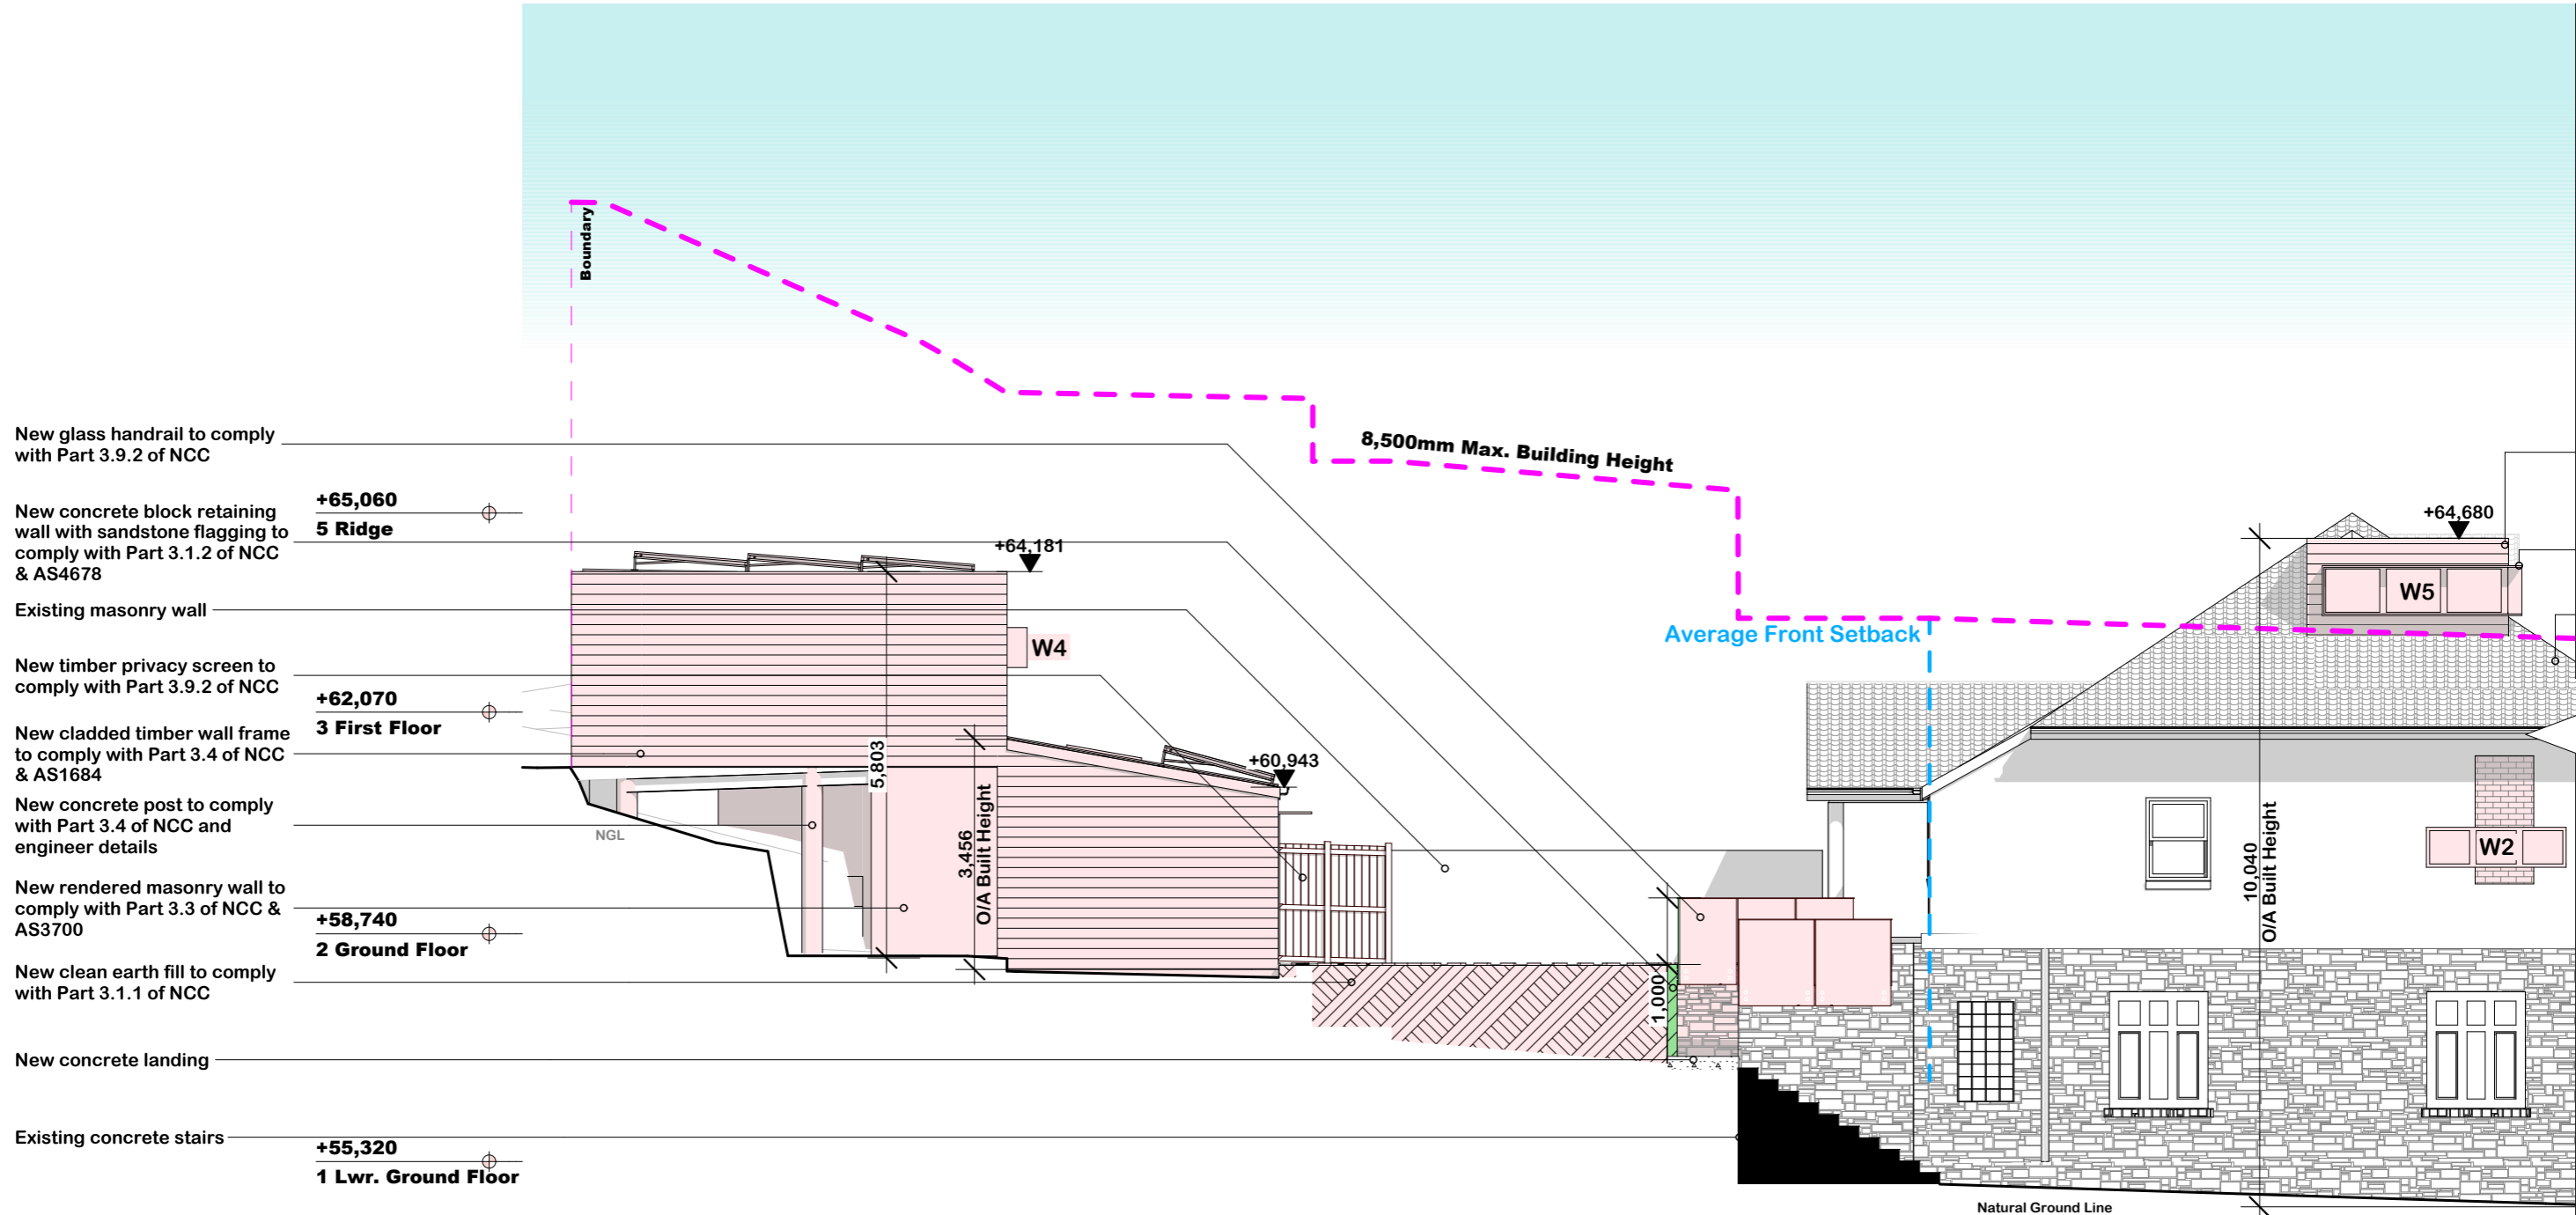 Boundary
New glass handrail to comply
with Part 3.9.2 of NCC
8,500mm Max. Building Height
+65,060
5 Ridge
New concrete block retaining
wall with sandstone flagging to
comply with Part 3.1.2 of NCC
& AS4678
+64,181
+64,680
Existing masonry wall
W5
Average Front Setback
W4
New timber privacy screen to
comply with Part 3.9.2 of NCC
+62,070
3 First Floor
New cladded timber wall frame
to comply with Part 3.4 of NCC
& AS1684
5,803
+60,943
New concrete post to comply
with Part 3.4 of NCC and
engineer details
NGL
3,456
O/A Built Height
10,040
O/A Built Height
W2
New rendered masonry wall to
comply with Part 3.3 of NCC &
AS3700
+58,740
2 Ground Floor
New clean earth fill to comply
with Part 3.1.1 of NCC
1,000
New concrete landing
Existing concrete stairs
+55,320
1 Lwr. Ground Floor
Natural Ground Line